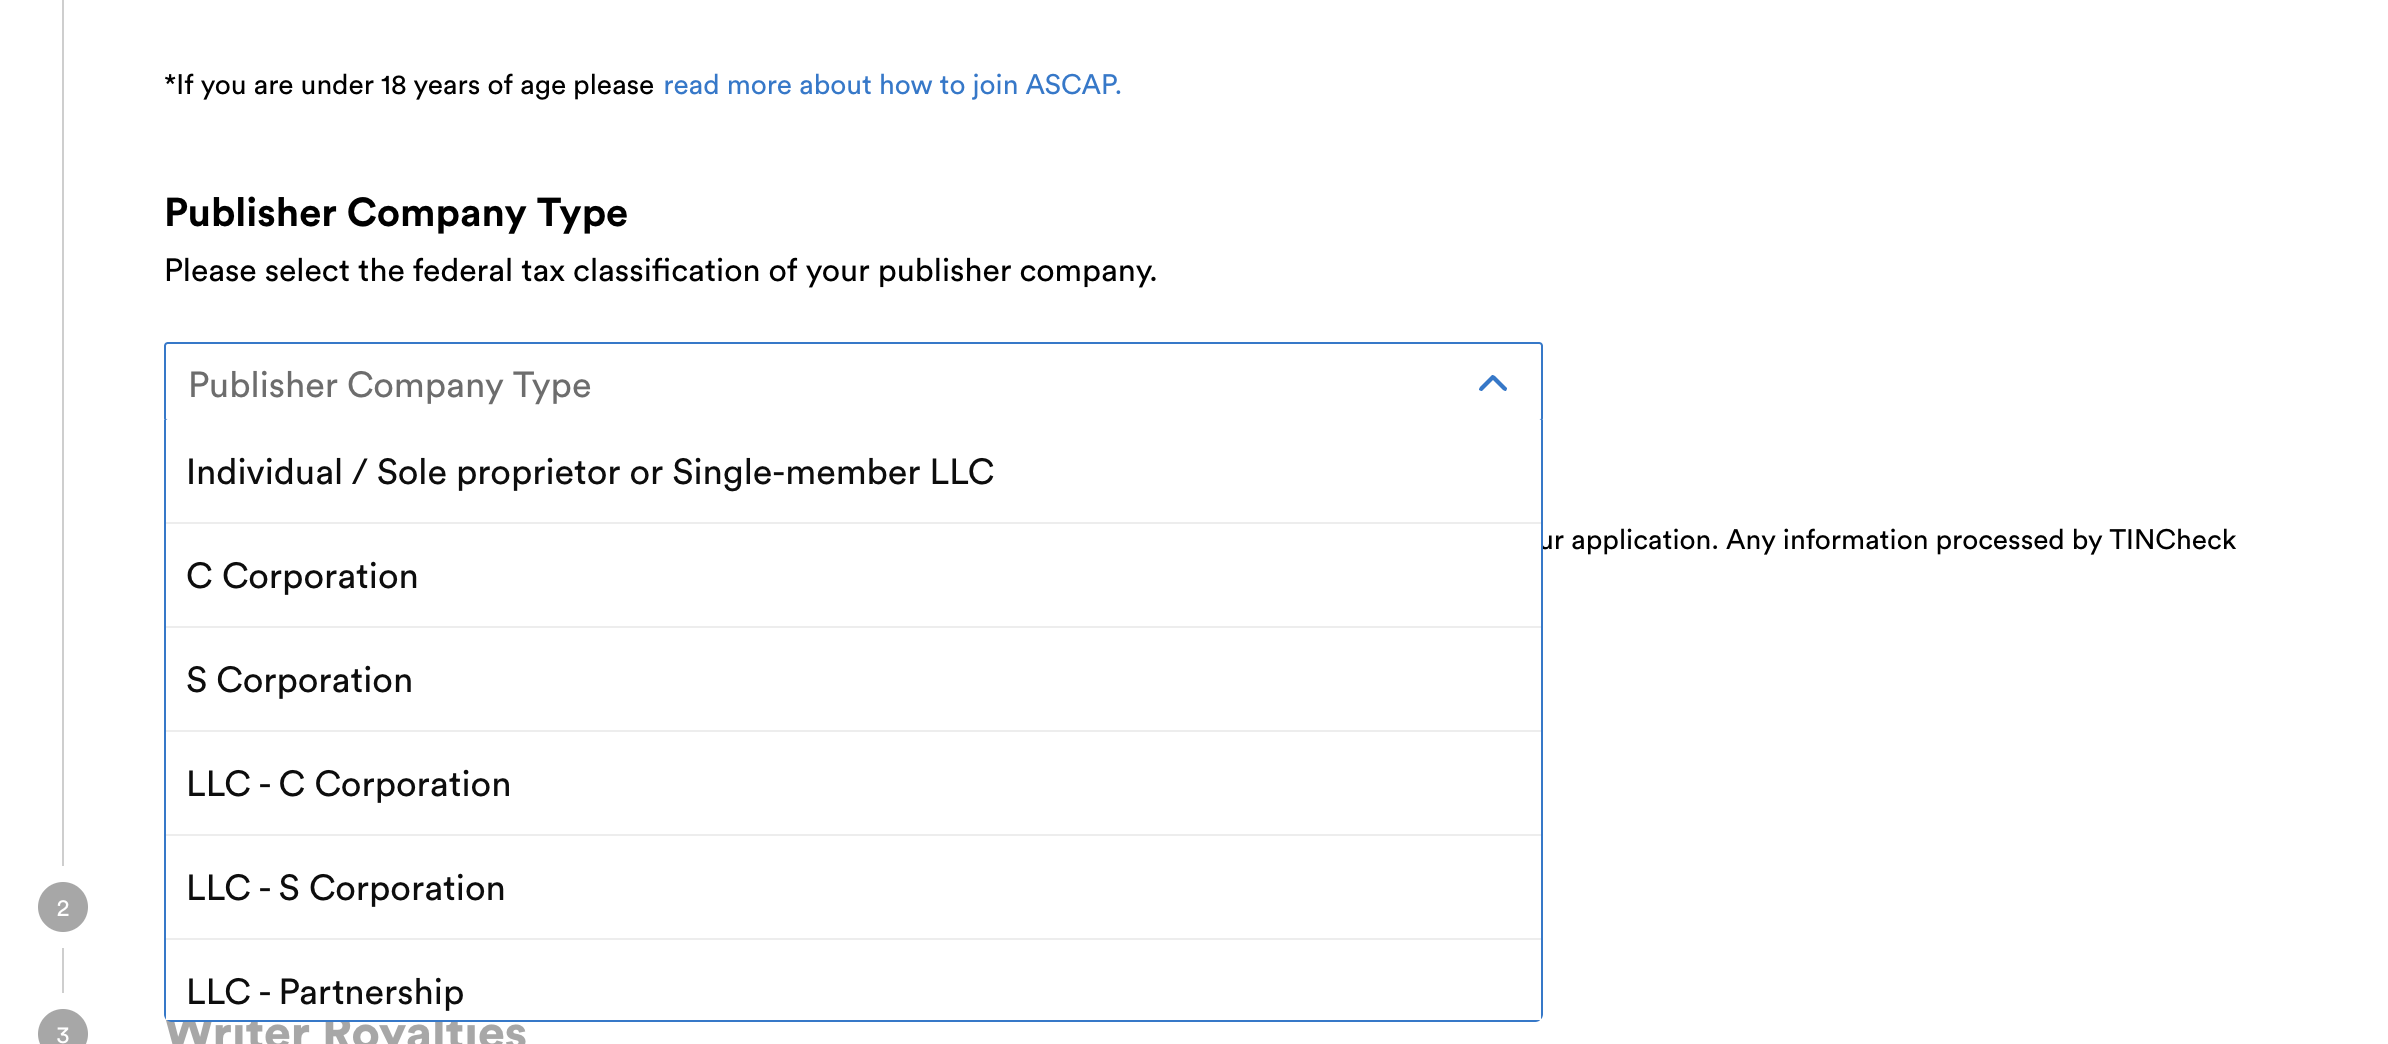 *If you are under 18 years of age please read more about how to join ASCAP.
Publisher Company Type
Please select the federal tax classification of your publisher company.
Publisher Company Type
Individual / Sole proprietor or Single-member LLC
ur application. Any information processed by TINCheck
C Corporation
S Corporation
LLC - C Corporation
LLC - S Corporation
2
LLC - Partnership
3
Writer Royalties